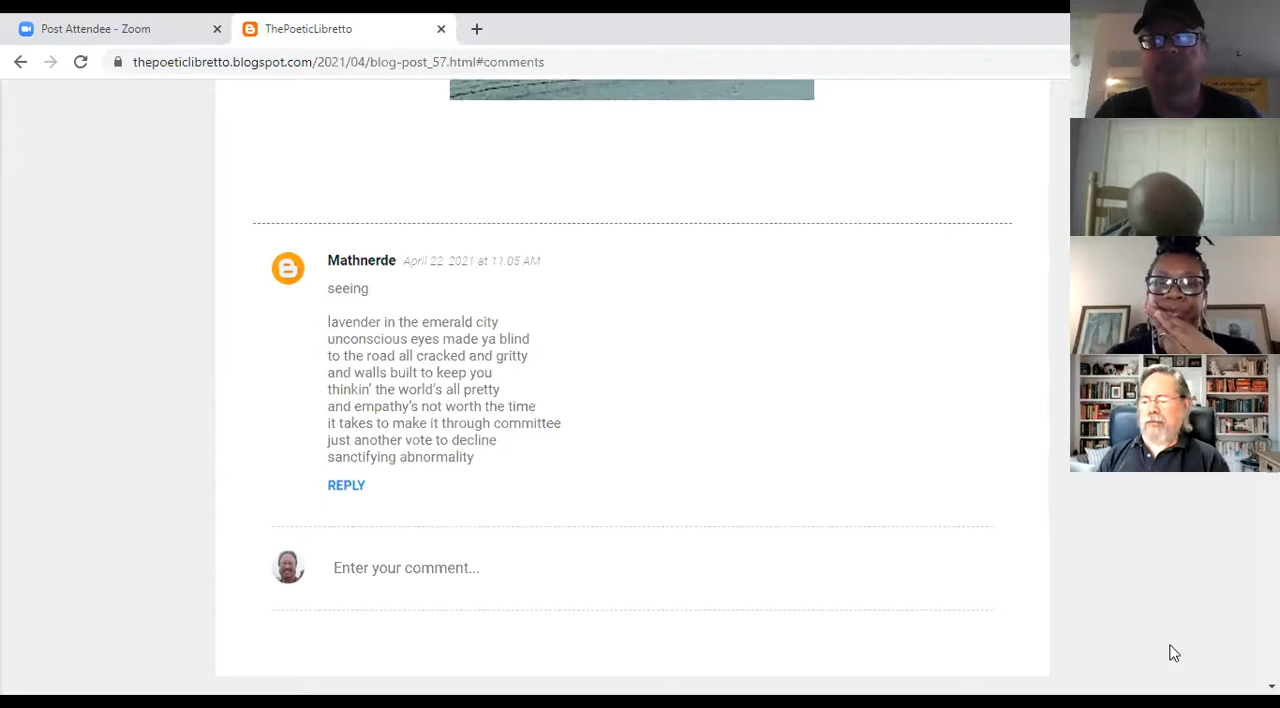 Post Attendee - Zoom
ThePoeticLibretto
thepoeticlibretto.blogspot.com/2021/04/blog-post_57.html#comments
Mathnerde April 22, 2021 at 11:05 AM
seeing
lavender in the emerald city
unconscious eyes made ya blind
to the road all cracked and gritty
and walls built to keep you
thinkin’ the world’s all pretty
and empathy’s not worth the time
it takes to make it through committee
just another vote to decline
sanctifying abnormality
REPLY
Enter your comment...